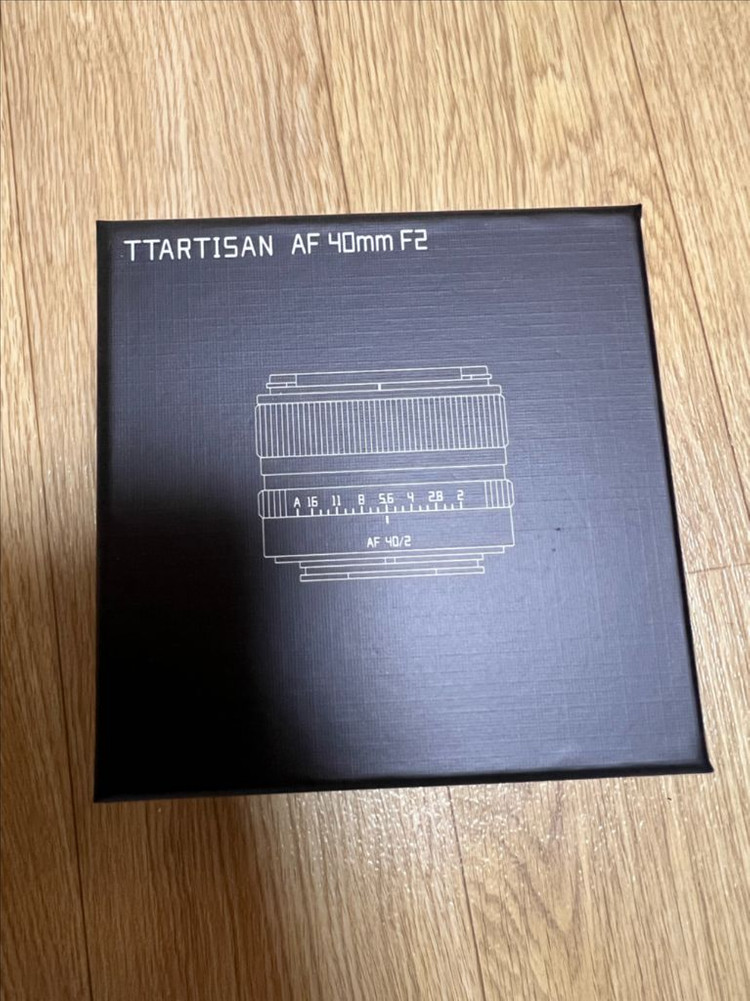 TTARTISAN AF 40mm F2
A 16 11 8 5.6 4 2.8 2
AF 40/2